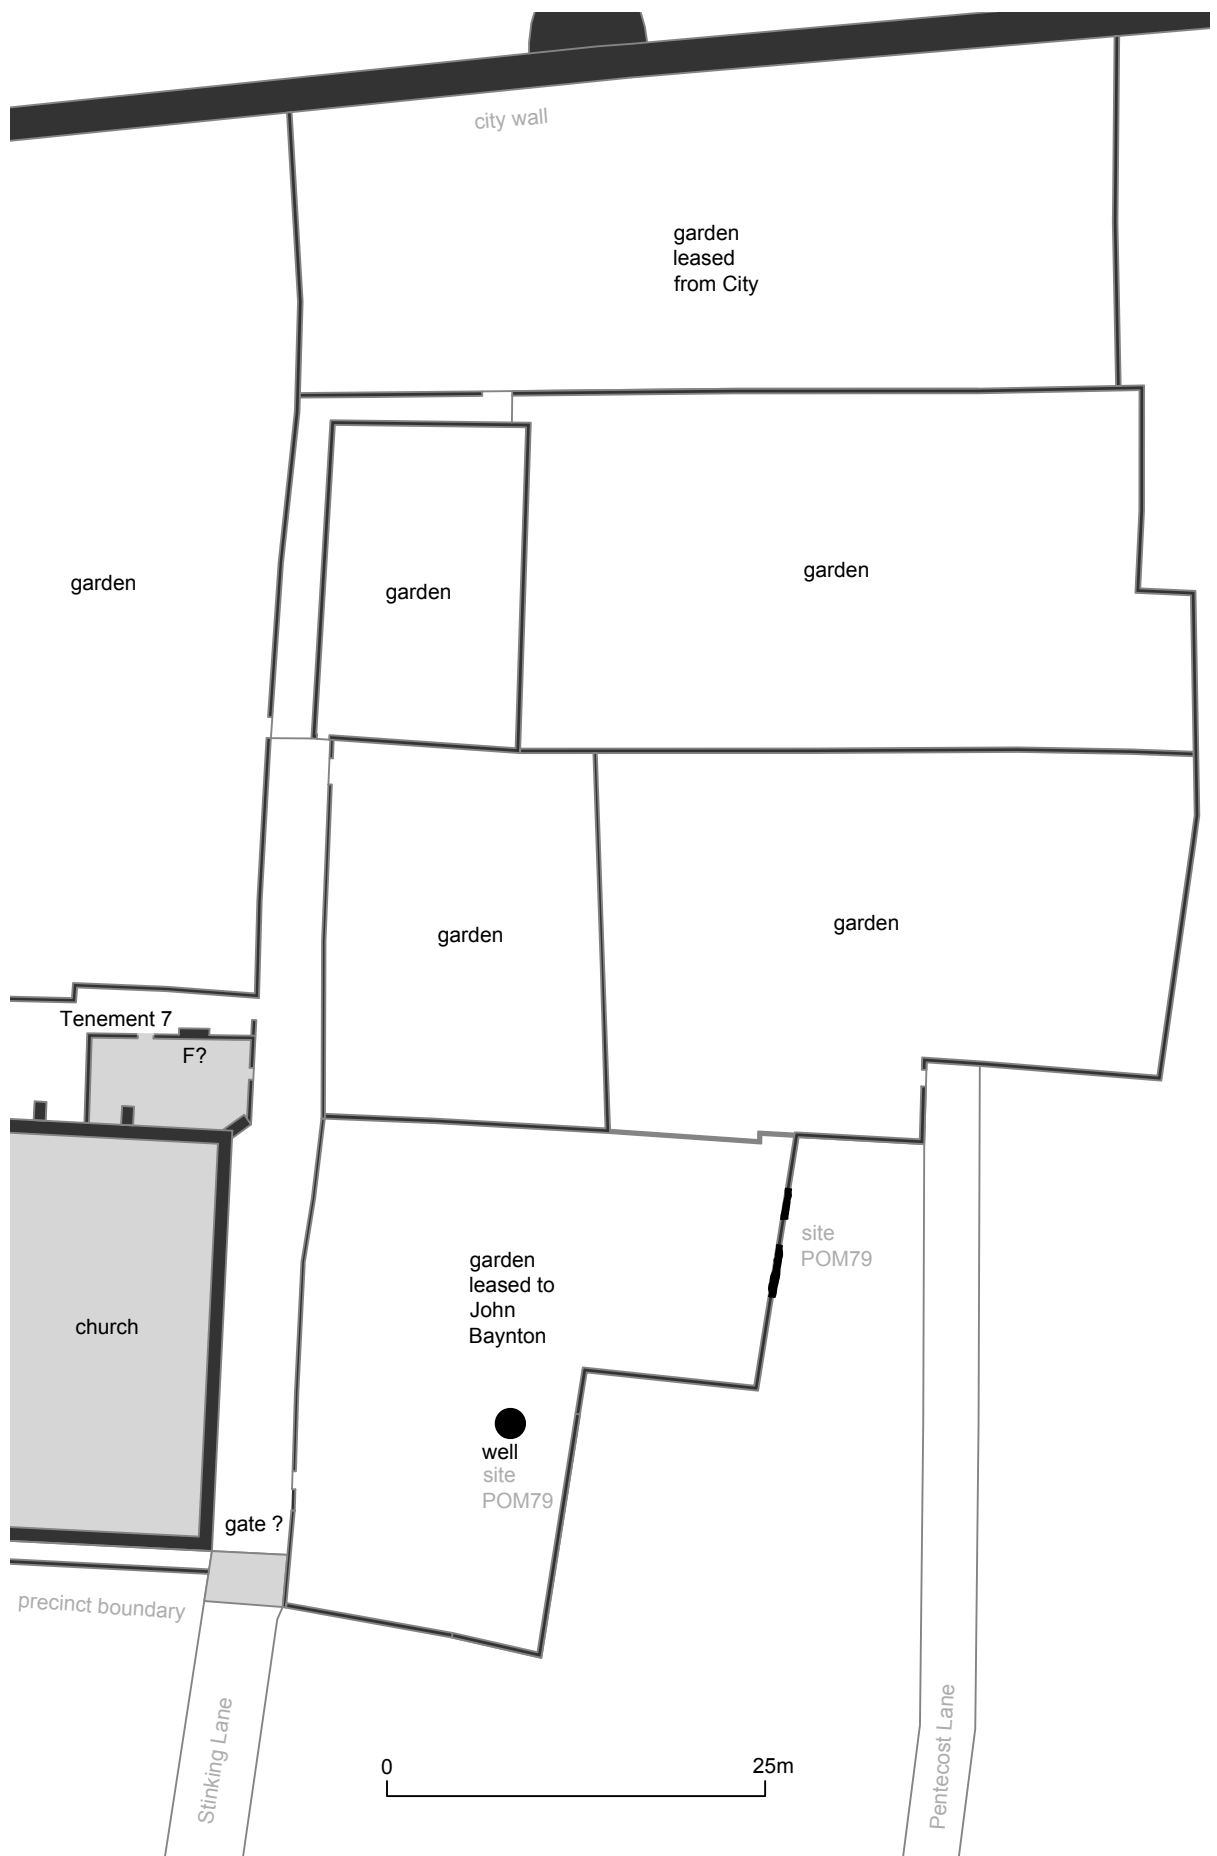 city wall
garden
leased
from City
garden
garden
garden
garden
garden
Tenement 7
F?
site
POM79
garden
leased to
John
Baynton
church
well
site
POM79
gate ?
precinct boundary
Stinking Lane
Pentecost Lane
0
25m